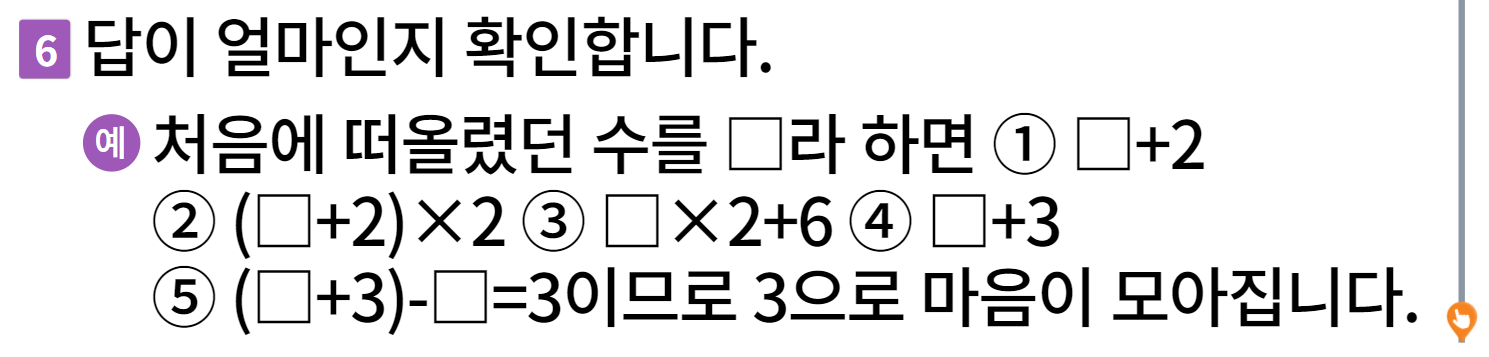 6 답이 얼마인지 확인합니다.
예 처음에 떠올렸던 수를 □라 하면 ① □+2
② (□+2)×2 ③ □×2+6 ④ □+3
⑤ (□+3)-□=3이므로 3으로 마음이 모아집니다.